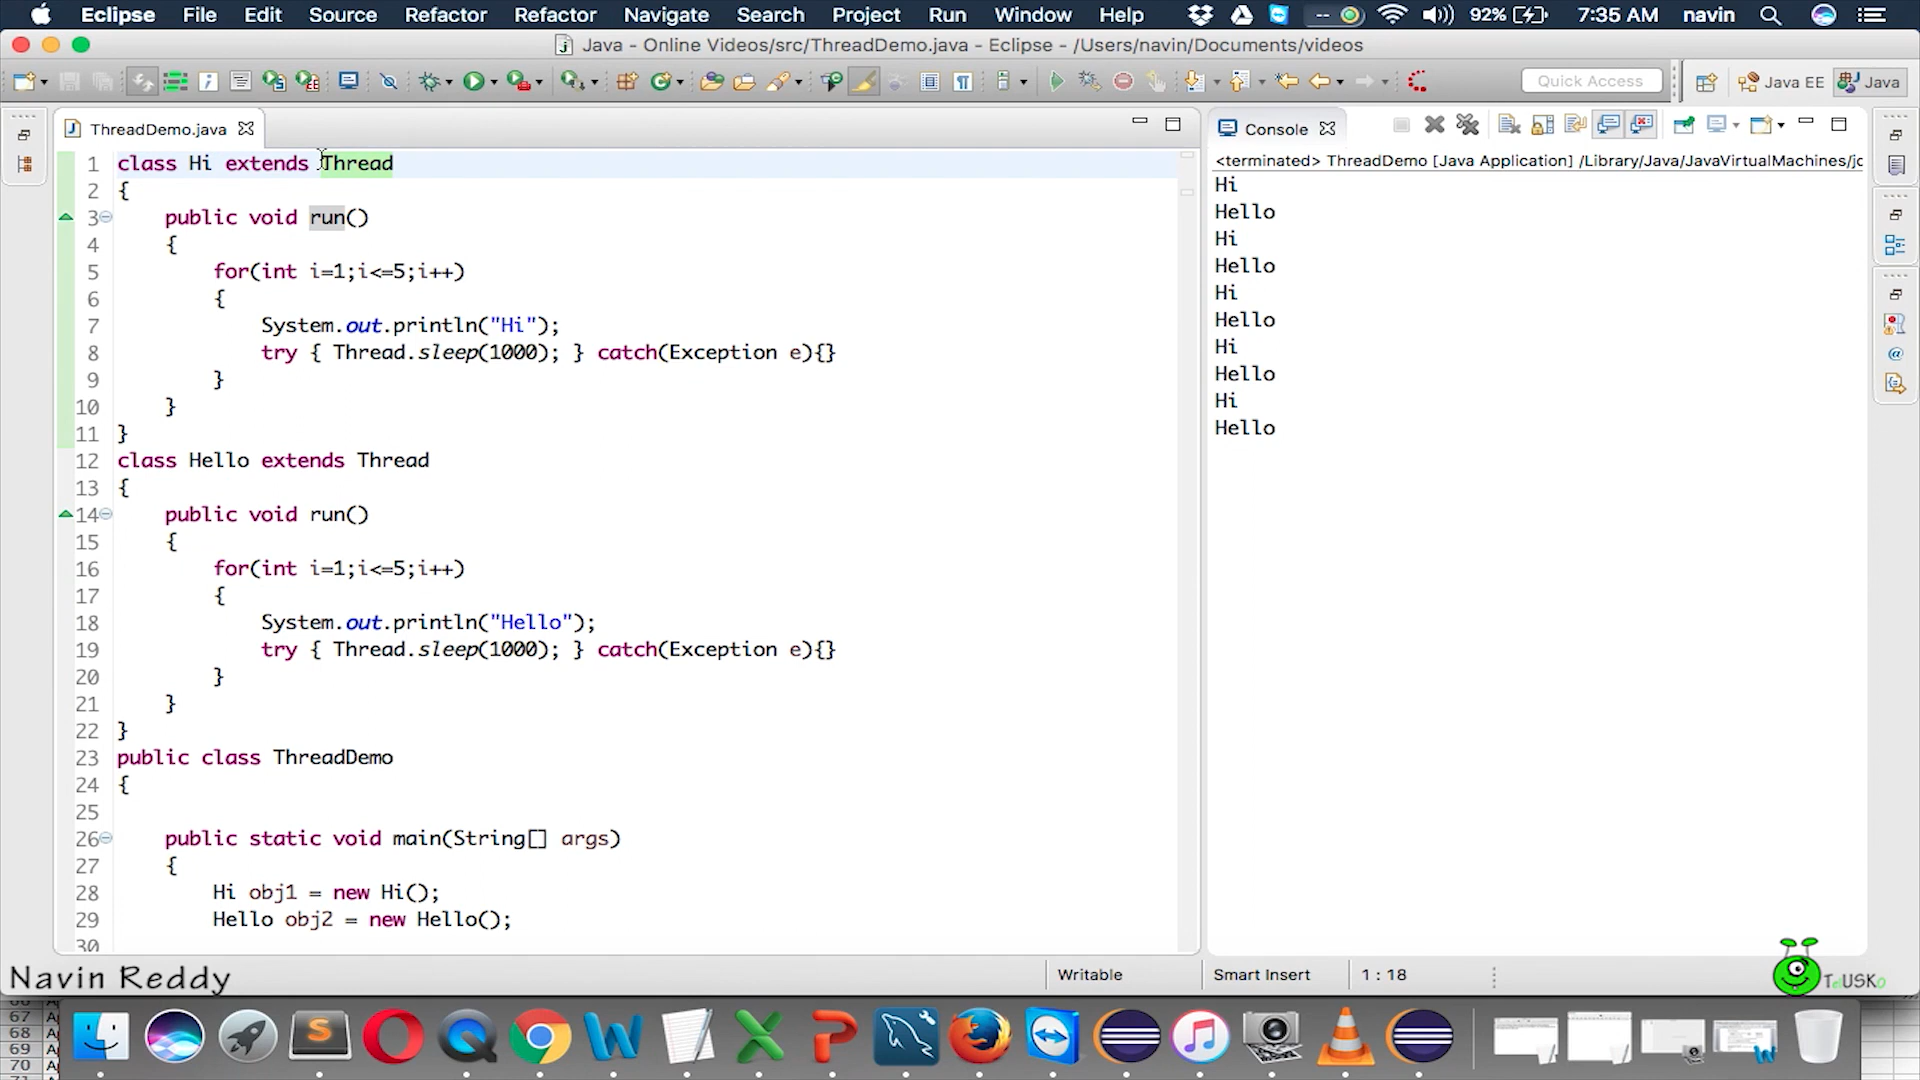 Eclipse File Edit Source Refactor Refactor Navigate Search Project Run Window Help -- 92% 7:35 AM navin
Java - Online Videos/src/ThreadDemo.java - Eclipse - /Users/navin/Documents/videos
Quick Access Java EE Java
ThreadDemo.java
1 class Hi extends Thread
2 {
3 public void run()
4 {
5 for(int i=1;i<=5;i++)
6 {
7 System.out.println("Hi");
8 try { Thread.sleep(1000); } catch(Exception e){}
9 }
10 }
11 }
12 class Hello extends Thread
13 {
14 public void run()
15 {
16 for(int i=1;i<=5;i++)
17 {
18 System.out.println("Hello");
19 try { Thread.sleep(1000); } catch(Exception e){}
20 }
21 }
22 }
23 public class ThreadDemo
24 {
25
26 public static void main(String[] args)
27 {
28 Hi obj1 = new Hi();
29 Hello obj2 = new Hello();
30
Console
<terminated> ThreadDemo [Java Application] /Library/Java/JavaVirtualMachines/jc
Hi
Hello
Hi
Hello
Hi
Hello
Hi
Hello
Hi
Hello
Navin Reddy
Writable Smart Insert 1 : 18
TelUSKO
67
68
69
70